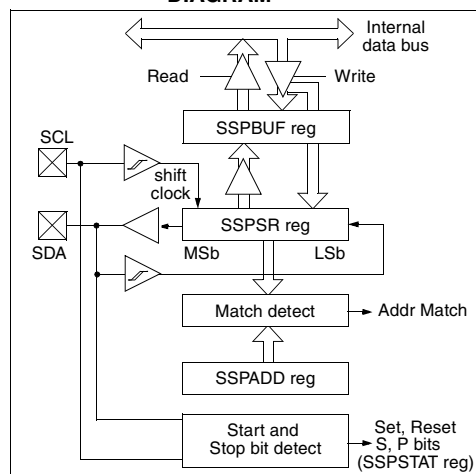 DIAGRAM
Internal
data bus
Read
Write
SSPBUF reg
SCL
shift
clock
SSPSR reg
SDA
MSb
LSb
Match detect
Addr Match
SSPADD reg
Start and
Stop bit detect
Set, Reset
S, P bits
(SSPSTAT reg)